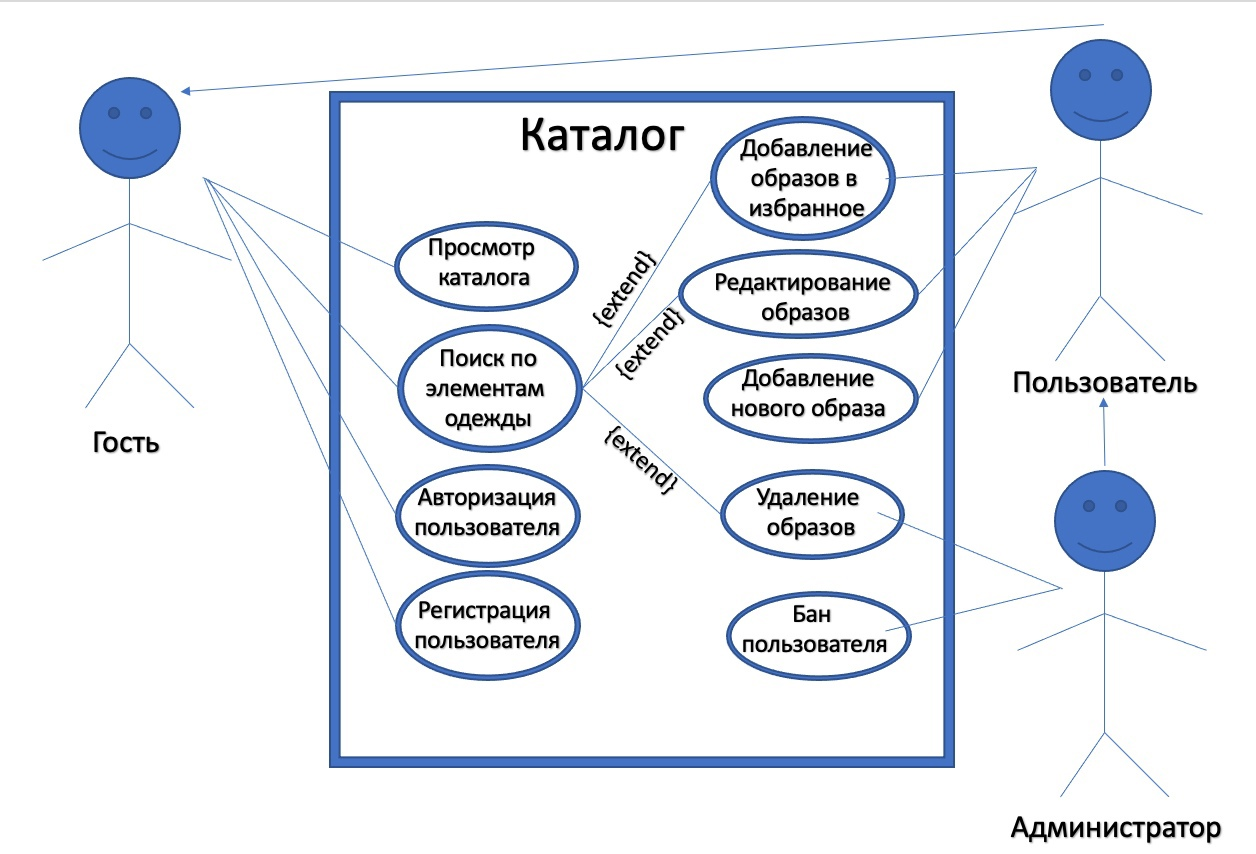 Каталог
Добавление
образов в
избранное
Просмотр
каталога
{extend}
Редактирование
образов
{extend}
Поиск по
элементам
одежды
Добавление
нового образа
Пользователь
Гость
{extend}
Авторизация
пользователя
Удаление
образов
Регистрация
пользователя
Бан
пользователя
Администратор